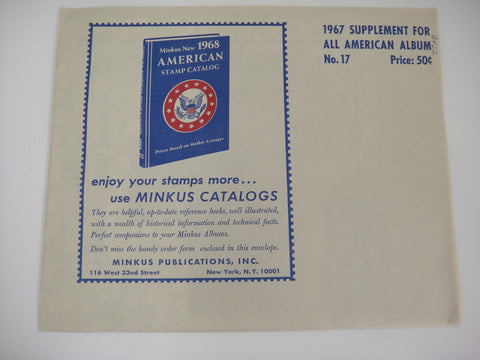 1967 SUPPLEMENT FOR
ALL AMERICAN ALBUM
No. 17 Price: 50¢
Minkus New 1968
AMERICAN
STAMP CATALOG
Prices Based on Market Averages
enjoy your stamps more...
use MINKUS CATALOGS
They are helpful, up-to-date reference books, well illustrated,
with a wealth of historical information and technical facts.
Perfect companions to your Minkus Albums.
Don't miss the handy order form enclosed in this envelope.
MINKUS PUBLICATIONS, INC.
116 West 32nd Street New York, N.Y. 10001